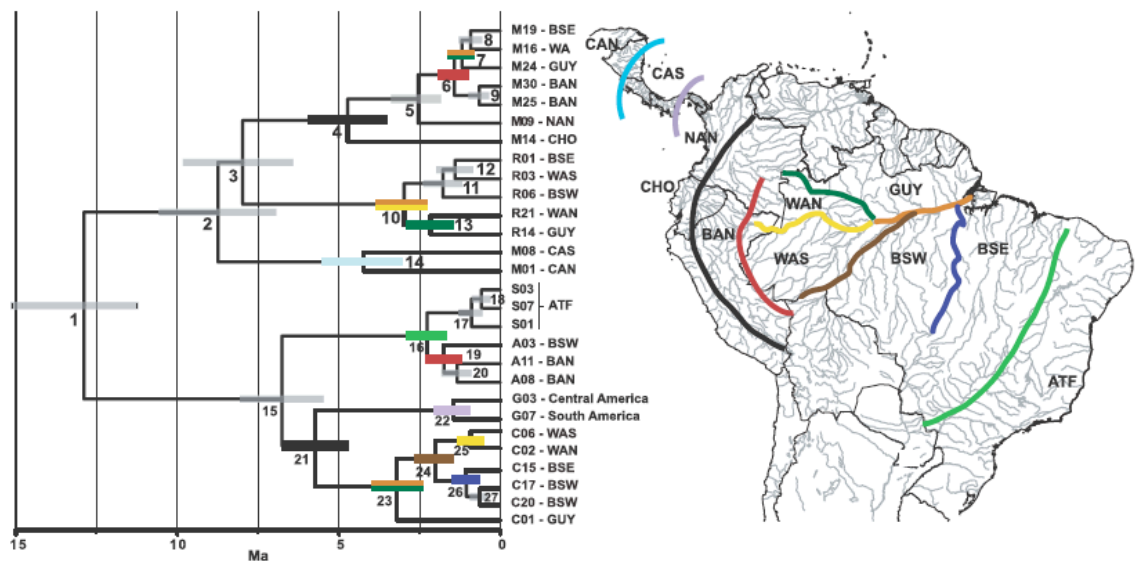 M19 - BSE
8
M16 - WA
7
M24 - GUY
6
M30 - BAN
9
M25 - BAN
5
M09 - NAN
4
M14 - CHO
R01 - BSE
3
12
R03 - WAS
11
R06 - BSW
2
10
R21 - WAN
13
R14 - GUY
M08 - CAS
14
M01 - CAN
S03
18
1
S07 - ATF
17
S01
16
A03 - BSW
19
A11 - BAN
20
A08 - BAN
15
G03 - Central America
22
G07 - South America
C06 - WAS
21
25
C02 - WAN
24
C15 - BSE
26
C17 - BSW
27
23
C20 - BSW
C01 - GUY
15 10 5 0
Ma
CAN
CAS
NAN
CHO
GUY
WAN
BAN
WAS
BSW
BSE
ATF